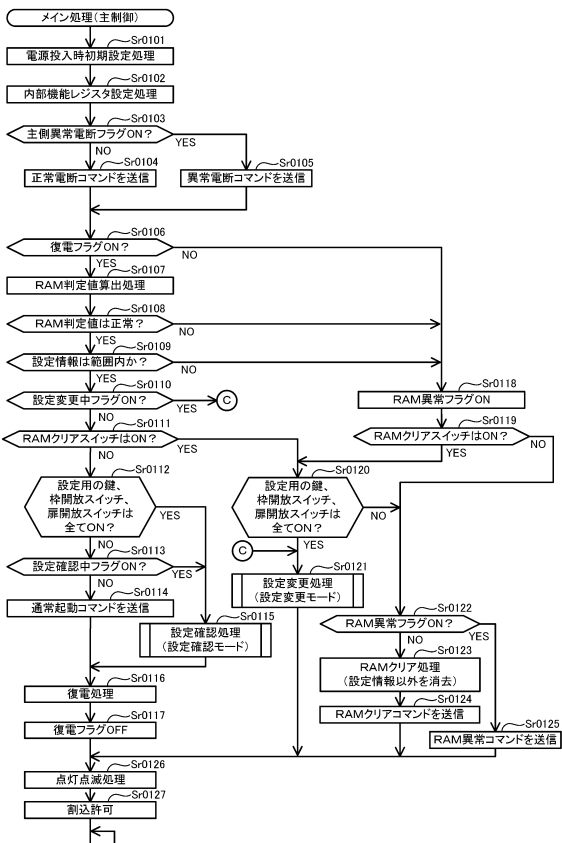 メイン処理(主制御)
Sr0101
電源投入時初期設定処理
Sr0102
内部機能レジスタ設定処理
Sr0103
主側異常電断フラグON?
YES
NO
Sr0104
正常電断コマンドを送信
Sr0105
異常電断コマンドを送信
Sr0106
復電フラグON?
NO
YES
Sr0107
RAM判定値算出処理
Sr0108
RAM判定値は正常?
NO
YES
Sr0109
設定情報は範囲内か?
NO
YES
Sr0110
設定変更中フラグON?
YES
C
NO
Sr0111
RAMクリアスイッチはON?
YES
NO
Sr0118
RAM異常フラグON
Sr0119
RAMクリアスイッチはON?
NO
YES
Sr0112
設定用の鍵、
枠開放スイッチ、
扉開放スイッチは
全てON?
YES
NO
Sr0120
設定用の鍵、
枠開放スイッチ、
扉開放スイッチは
全てON?
NO
YES
C
Sr0113
設定確認中フラグON?
YES
NO
Sr0114
通常起動コマンドを送信
Sr0115
設定確認処理
(設定確認モード)
Sr0121
設定変更処理
(設定変更モード)
Sr0122
RAM異常フラグON?
YES
NO
Sr0123
RAMクリア処理
(設定情報以外を消去)
Sr0124
RAMクリアコマンドを送信
Sr0125
RAM異常コマンドを送信
Sr0116
復電処理
Sr0117
復電フラグOFF
Sr0126
点灯点滅処理
Sr0127
割込許可